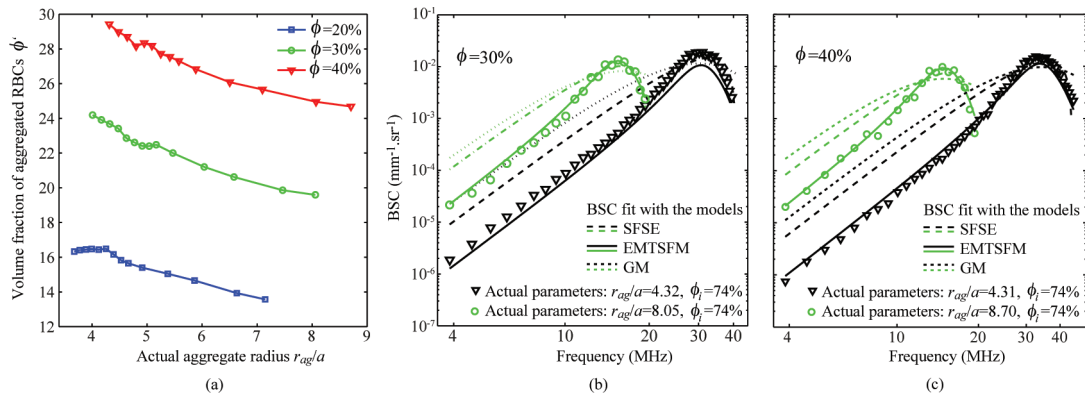 Volume fraction of aggregated RBCs ϕ'
30
28
26
24
22
20
18
16
14
12
4
5
6
7
8
9
Actual aggregate radius r_ag/a
ϕ=20%
ϕ=30%
ϕ=40%
(a)
BSC (mm⁻¹.sr⁻¹)
10⁻¹
10⁻²
10⁻³
10⁻⁴
10⁻⁵
10⁻⁶
10⁻⁷
ϕ=30%
BSC fit with the models
SFSE
EMTSFM
GM
Actual parameters: r_ag/a=4.32, ϕ_i=74%
Actual parameters: r_ag/a=8.05, ϕ_i=74%
4
10
20
30
40
Frequency (MHz)
(b)
ϕ=40%
BSC fit with the models
SFSE
EMTSFM
GM
Actual parameters: r_ag/a=4.31, ϕ_i=74%
Actual parameters: r_ag/a=8.70, ϕ_i=74%
4
10
20
30
40
Frequency (MHz)
(c)